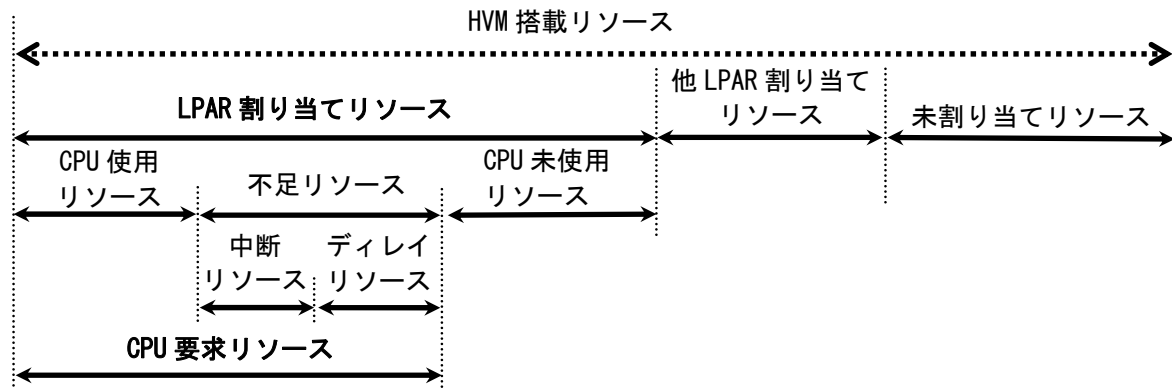 HVM 搭載リソース
LPAR 割り当てリソース
他 LPAR 割り当て
リソース
未割り当てリソース
CPU 使用
リソース
不足リソース
CPU 未使用
リソース
中断
リソース
ディレイ
リソース
CPU 要求リソース